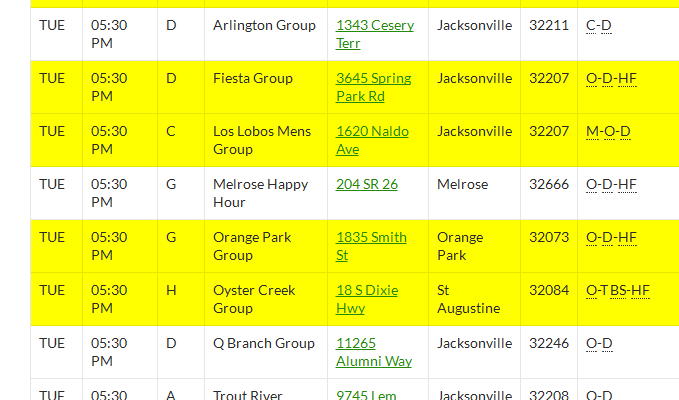 TUE 05:30 PM D Arlington Group 1343 Cesery Terr Jacksonville 32211 C-D
TUE 05:30 PM D Fiesta Group 3645 Spring Park Rd Jacksonville 32207 O-D-HF
TUE 05:30 PM C Los Lobos Mens Group 1620 Naldo Ave Jacksonville 32207 M-O-D
TUE 05:30 PM G Melrose Happy Hour 204 SR 26 Melrose 32666 O-D-HF
TUE 05:30 PM G Orange Park Group 1835 Smith St Orange Park 32073 O-D-HF
TUE 05:30 PM H Oyster Creek Group 18 S Dixie Hwy St Augustine 32084 O-TBS-HF
TUE 05:30 PM D Q Branch Group 11265 Alumni Way Jacksonville 32246 O-D
TUE 05:30 A Trout River 9745 Lem Jacksonville 32208 O-D